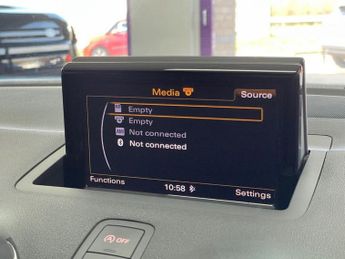 Media
Source
Empty
Empty
Not connected
Not connected
Functions
10:58
Settings
OFF